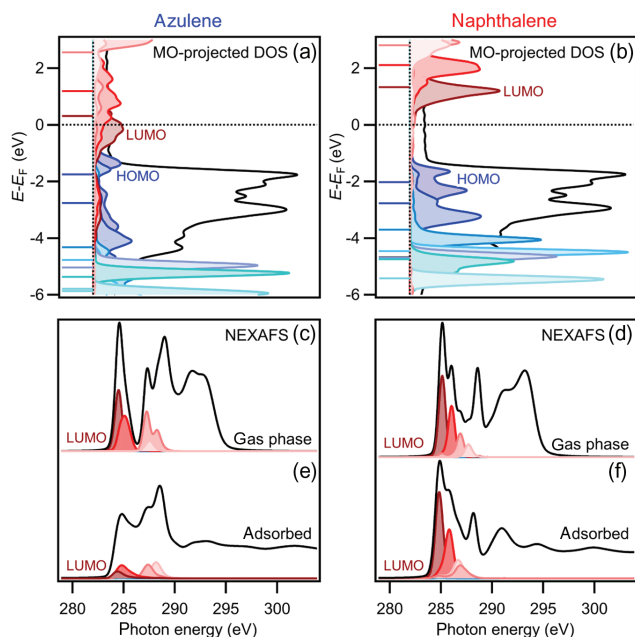 Azulene
Naphthalene
MO-projected DOS (a)
LUMO
HOMO
E-EF (eV)
2
0
-2
-4
-6
MO-projected DOS (b)
LUMO
HOMO
E-EF (eV)
2
0
-2
-4
-6
(c) NEXAFS
LUMO
Gas phase
NEXAFS (d)
LUMO
Gas phase
(e)
Adsorbed
LUMO
(f)
Adsorbed
LUMO
280 285 290 295 300
Photon energy (eV)
280 285 290 295 300
Photon energy (eV)